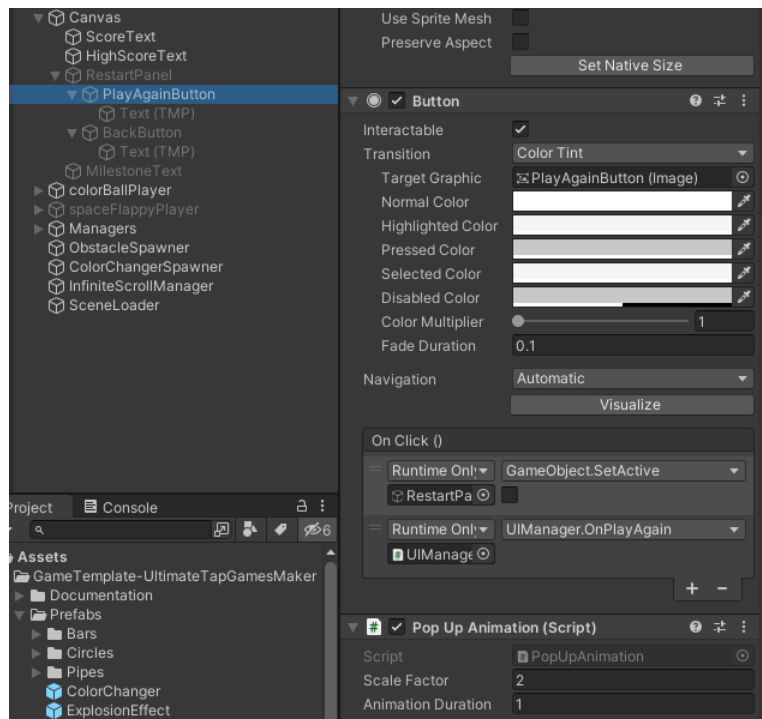 Canvas
ScoreText
HighScoreText
RestartPanel
PlayAgainButton
Text (TMP)
BackButton
Text (TMP)
MilestoneText
colorBallPlayer
spaceFlappyPlayer
Managers
ObstacleSpawner
ColorChangerSpawner
InfiniteScrollManager
SceneLoader
Project
Console
6
Assets
GameTemplate-UltimateTapGamesMaker
Documentation
Prefabs
Bars
Circles
Pipes
ColorChanger
ExplosionEffect
Use Sprite Mesh
Preserve Aspect
Set Native Size
Button
Interactable
Transition Color Tint
Target Graphic PlayAgainButton (Image)
Normal Color
Highlighted Color
Pressed Color
Selected Color
Disabled Color
Color Multiplier 1
Fade Duration 0.1
Navigation Automatic
Visualize
On Click ()
Runtime Onl GameObject.SetActive
RestartPa
Runtime Onl UIManager.OnPlayAgain
UIManage
+ -
# Pop Up Animation (Script)
Script PopUpAnimation
Scale Factor 2
Animation Duration 1